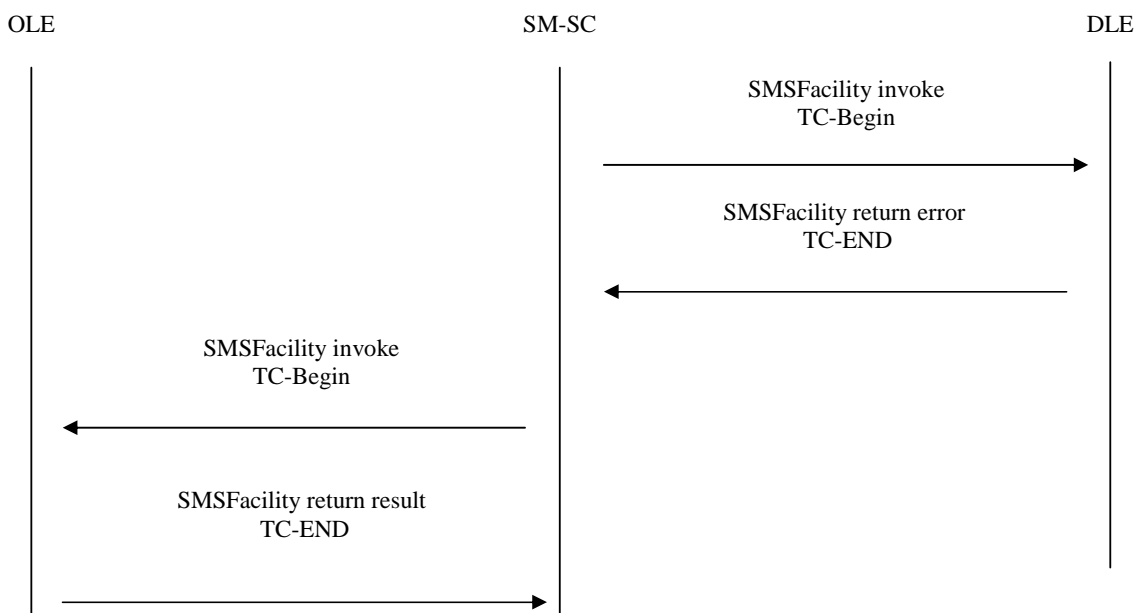 OLE
SM-SC
DLE
SMSFacility invoke
TC-Begin
SMSFacility return error
TC-END
SMSFacility invoke
TC-Begin
SMSFacility return result
TC-END